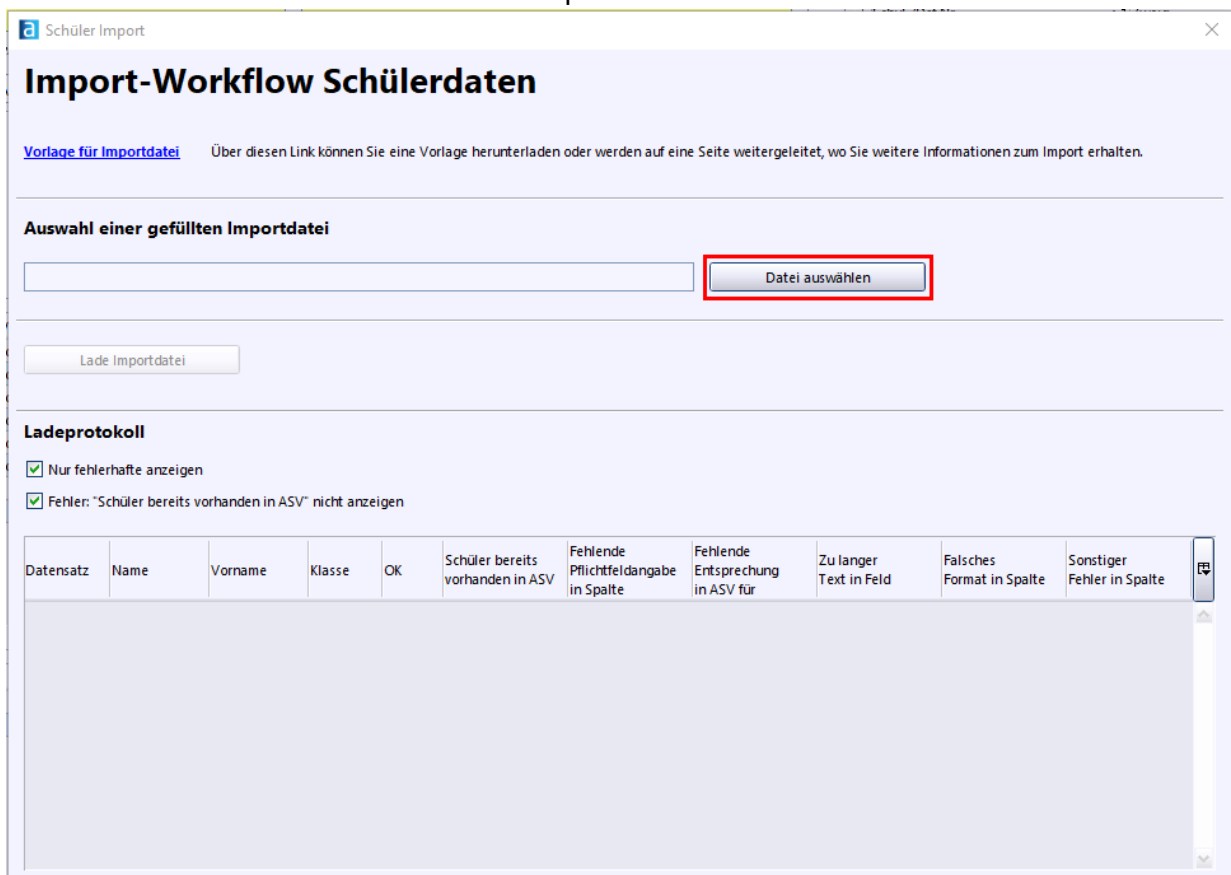 Schüler Import
Import-Workflow Schülerdaten
Vorlage für Importdatei Über diesen Link können Sie eine Vorlage herunterladen oder werden auf eine Seite weitergeleitet, wo Sie weitere Informationen zum Import erhalten.
Auswahl einer gefüllten Importdatei
Datei auswählen
Lade Importdatei
Ladeprotokoll
Nur fehlerhafte anzeigen
Fehler: "Schüler bereits vorhanden in ASV" nicht anzeigen
Datensatz Name Vorname Klasse OK Schüler bereits vorhanden in ASV Fehlende Pflichtfeldangabe in Spalte Fehlende Entsprechung in ASV für Zu langer Text in Feld Falsches Format in Spalte Sonstiger Fehler in Spalte